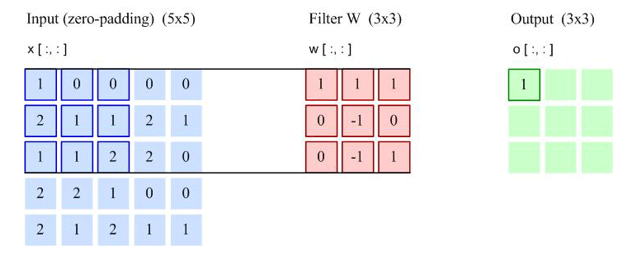 Input (zero-padding) (5x5) Filter W (3x3) Output (3x3)
x [ :, : ] w [ :, : ] o [ :, : ]
1 0 0 0 0 1 1 1 1
2 1 1 2 1 0 -1 0
1 1 2 2 0 0 -1 1
2 2 1 0 0
2 1 2 1 1